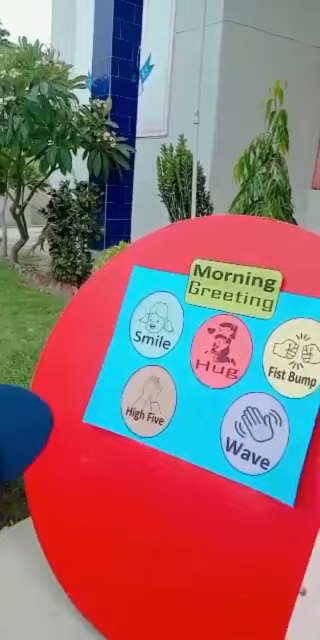 Morning
Greeting
Smile
Hug
Fist Bump
High Five
Wave